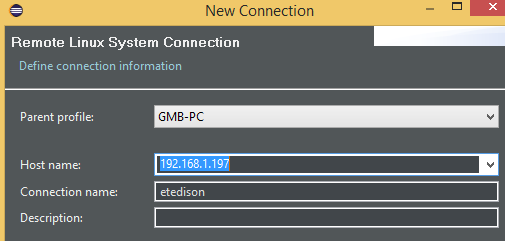 New Connection
Remote Linux System Connection
Define connection information
Parent profile: GMB-PC
Host name: 192.168.1.197
Connection name: etedison
Description: